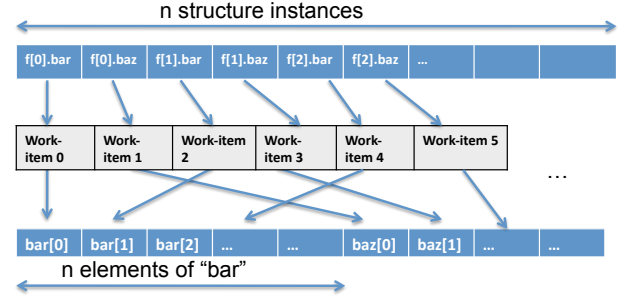 n structure instances
f[0].bar f[0].baz f[1].bar f[1].baz f[2].bar f[2].baz ...
Work-item 0 Work-item 1 Work-item 2 Work-item 3 Work-item 4 Work-item 5
...
bar[0] bar[1] bar[2] ... ... baz[0] baz[1] ... ...
n elements of “bar”